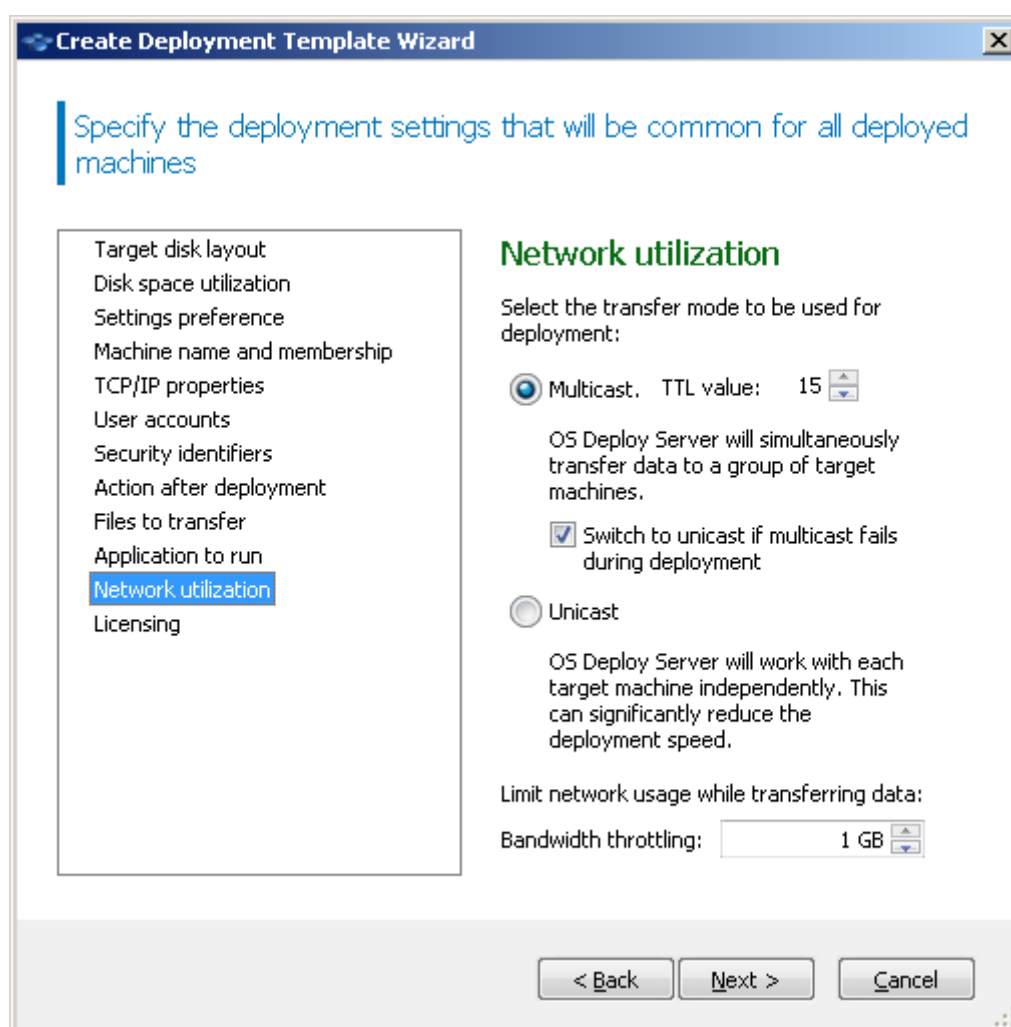 Create Deployment Template Wizard
Specify the deployment settings that will be common for all deployed
machines
Target disk layout
Disk space utilization
Settings preference
Machine name and membership
TCP/IP properties
User accounts
Security identifiers
Action after deployment
Files to transfer
Application to run
Network utilization
Licensing
Network utilization
Select the transfer mode to be used for
deployment:
Multicast. TTL value: 15
OS Deploy Server will simultaneously
transfer data to a group of target
machines.
Switch to unicast if multicast fails
during deployment
Unicast
OS Deploy Server will work with each
target machine independently. This
can significantly reduce the
deployment speed.
Limit network usage while transferring data:
Bandwidth throttling: 1 GB
< Back Next > Cancel